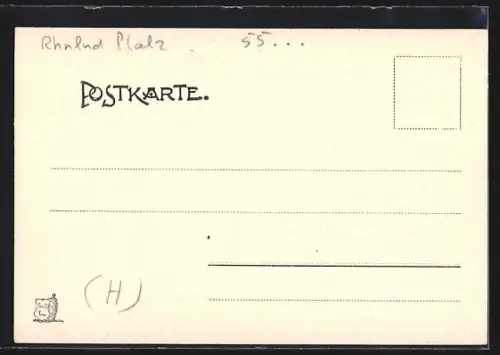 Rhnlnd Pfalz 55...
POSTKARTE.
(H)